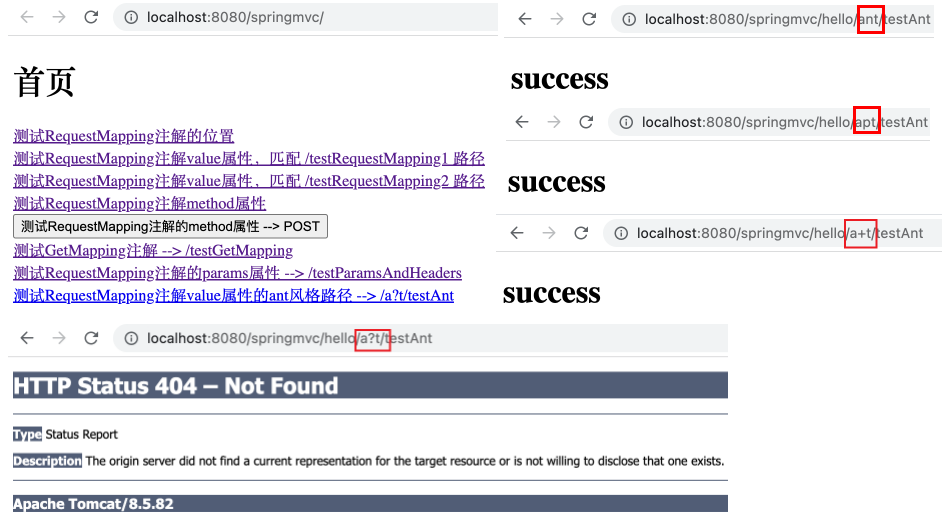 localhost:8080/springmvc/
首页
测试RequestMapping注解的位置
测试RequestMapping注解value属性，匹配 /testRequestMapping1 路径
测试RequestMapping注解value属性，匹配 /testRequestMapping2 路径
测试RequestMapping注解method属性
测试RequestMapping注解的method属性 --> POST
测试GetMapping注解 --> /testGetMapping
测试RequestMapping注解的params属性 --> /testParamsAndHeaders
测试RequestMapping注解value属性的ant风格路径 --> /a?t/testAnt
localhost:8080/springmvc/hello/ant/testAnt
success
localhost:8080/springmvc/hello/apt/testAnt
success
localhost:8080/springmvc/hello/a+t/testAnt
success
localhost:8080/springmvc/hello/a?t/testAnt
HTTP Status 404 – Not Found
Type Status Report
Description The origin server did not find a current representation for the target resource or is not willing to disclose that one exists.
Apache Tomcat/8.5.82